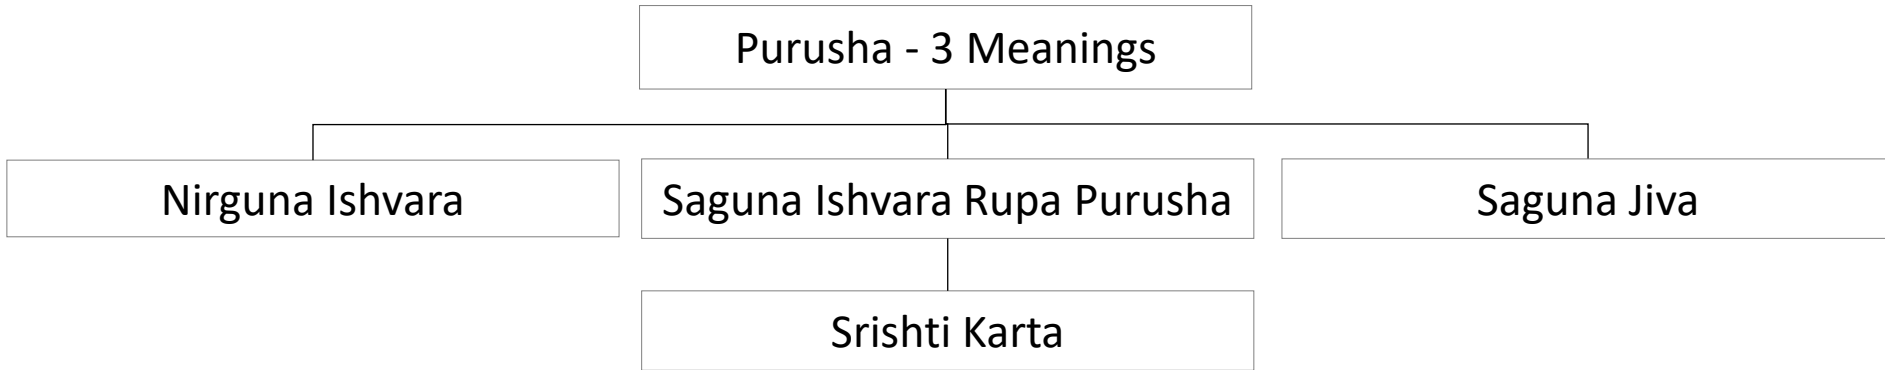 Purusha - 3 Meanings
Nirguna Ishvara
Saguna Ishvara Rupa Purusha
Saguna Jiva
Srishti Karta